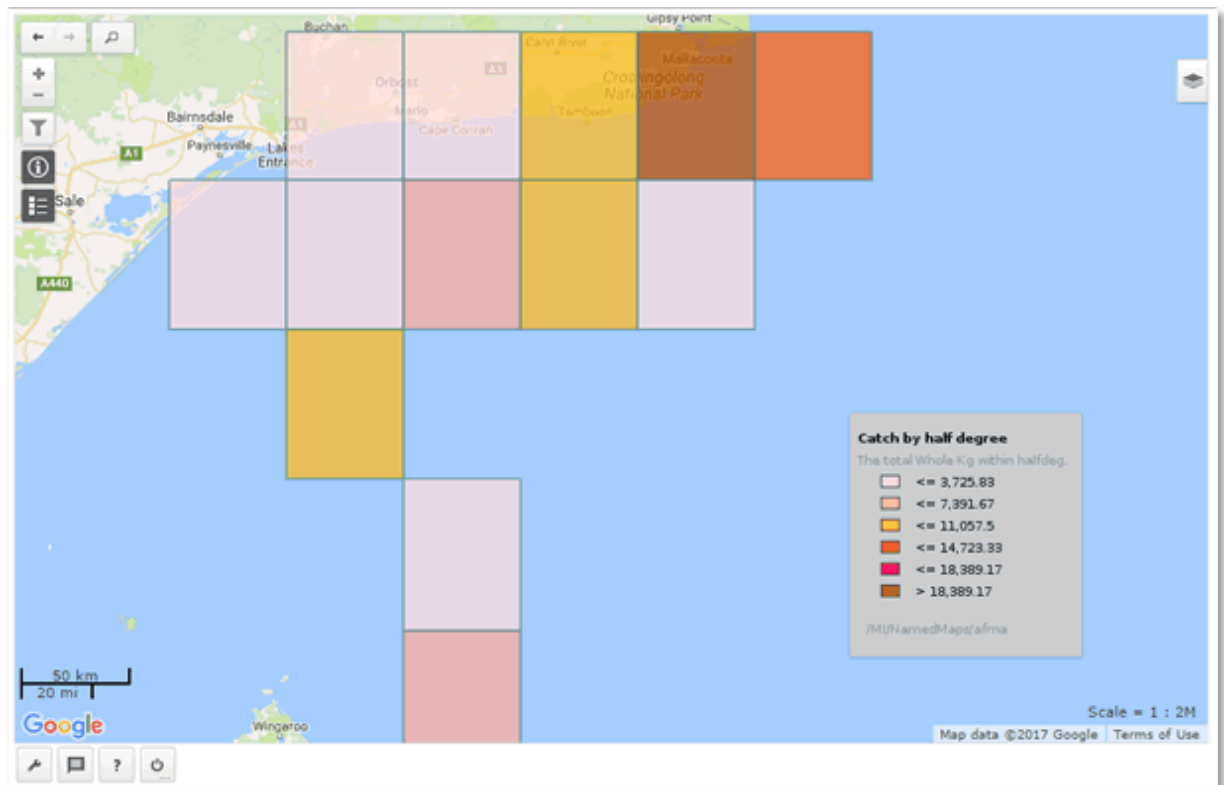 Buchan
Gipsy Point
Cann River
Mallacoota
Croajingolong
National Park
A1
Orbost
Marlo
Tamboon
Cape Conran
Bairnsdale
A1
Paynesville
Lakes
Entrance
A1
Sale
A440
Catch by half degree
The total Whole Kg within halfdeg.
<= 3,725.83
<= 7,391.67
<= 11,057.5
<= 14,723.33
<= 18,389.17
> 18,389.17
/MI/NamedMaps/afma
50 km
20 mi
Google
Wingaroo
Scale = 1 : 2M
Map data ©2017 Google
Terms of Use
?